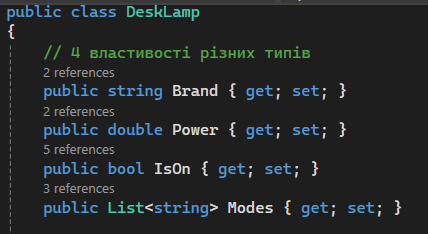 public class DeskLamp
{
// 4 властивості різних типів
2 references
public string Brand { get; set; }
2 references
public double Power { get; set; }
5 references
public bool IsOn { get; set; }
3 references
public List<string> Modes { get; set; }